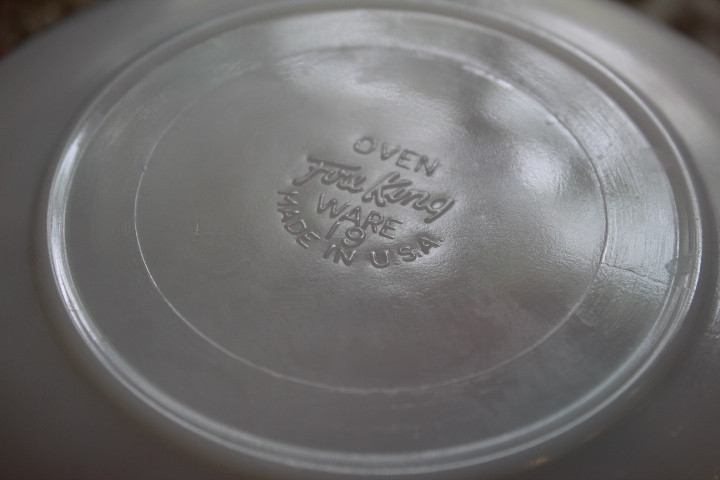 OVEN
Fire King
WARE
19
MADE IN U.S.A.